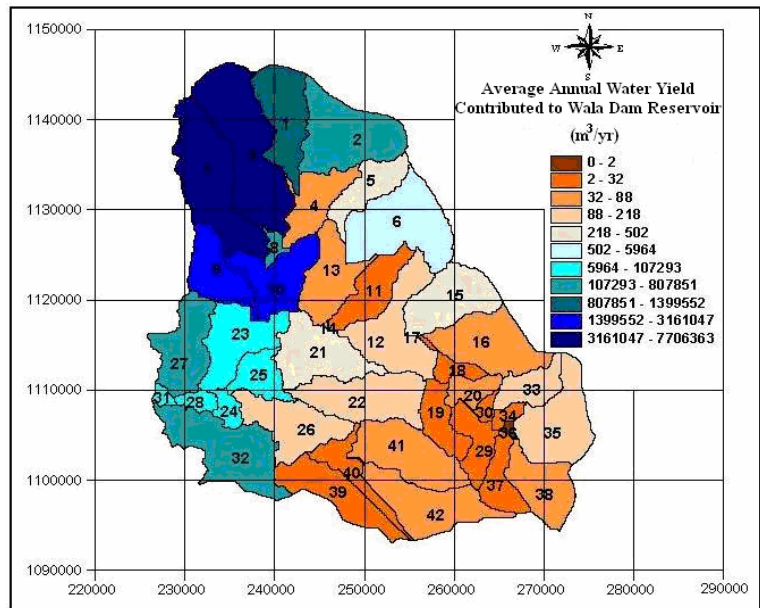 1150000
1140000
1130000
1120000
1110000
1100000
1090000
220000 230000 240000 250000 260000 270000 280000 290000
N
W E
S
Average Annual Water Yield
Contributed to Wala Dam Reservoir
(m³/yr)
0 - 2
2 - 32
32 - 88
88 - 218
218 - 502
502 - 5964
5964 - 107293
107293 - 807851
807851 - 1399552
1399552 - 3161047
3161047 - 7706363
1
2
5
4
6
8
9
10
13
11
15
14
12
17
16
23
21
27
25
18
33
20
31
28
24
22
19
30
34
36
35
26
41
29
32
40
39
37
38
42